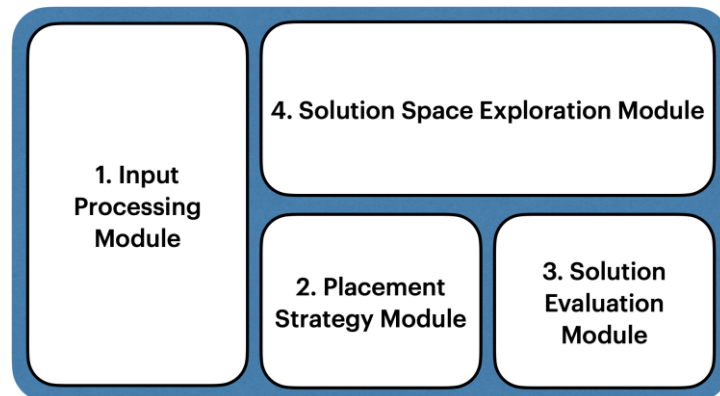 1. Input
Processing
Module
4. Solution Space Exploration Module
2. Placement
Strategy Module
3. Solution
Evaluation
Module